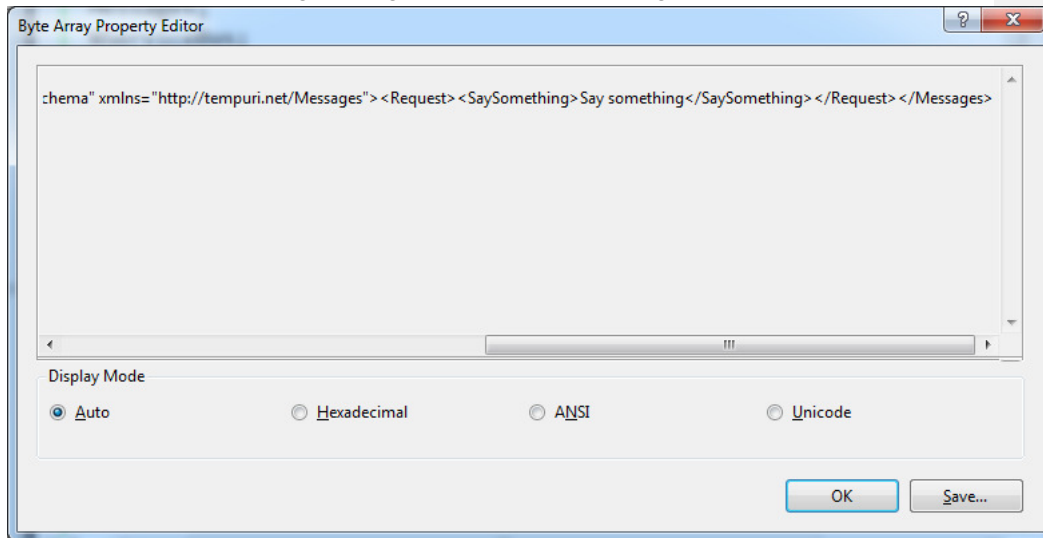 Byte Array Property Editor
:hema" xmlns="http://tempuri.net/Messages"><Request><SaySomething>Say something</SaySomething></Request></Messages>
Display Mode
Auto
Hexadecimal
ANSI
Unicode
OK
Save...